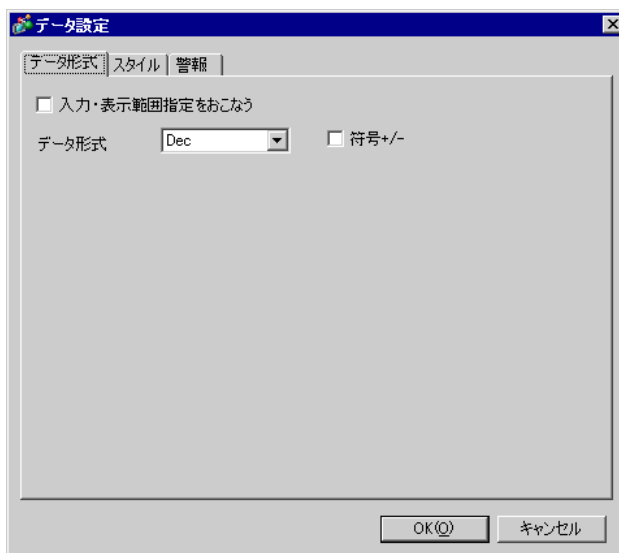 データ設定
データ形式 スタイル 警報
入力・表示範囲指定をおこなう
データ形式 Dec 符号+/-
OK(O) キャンセル